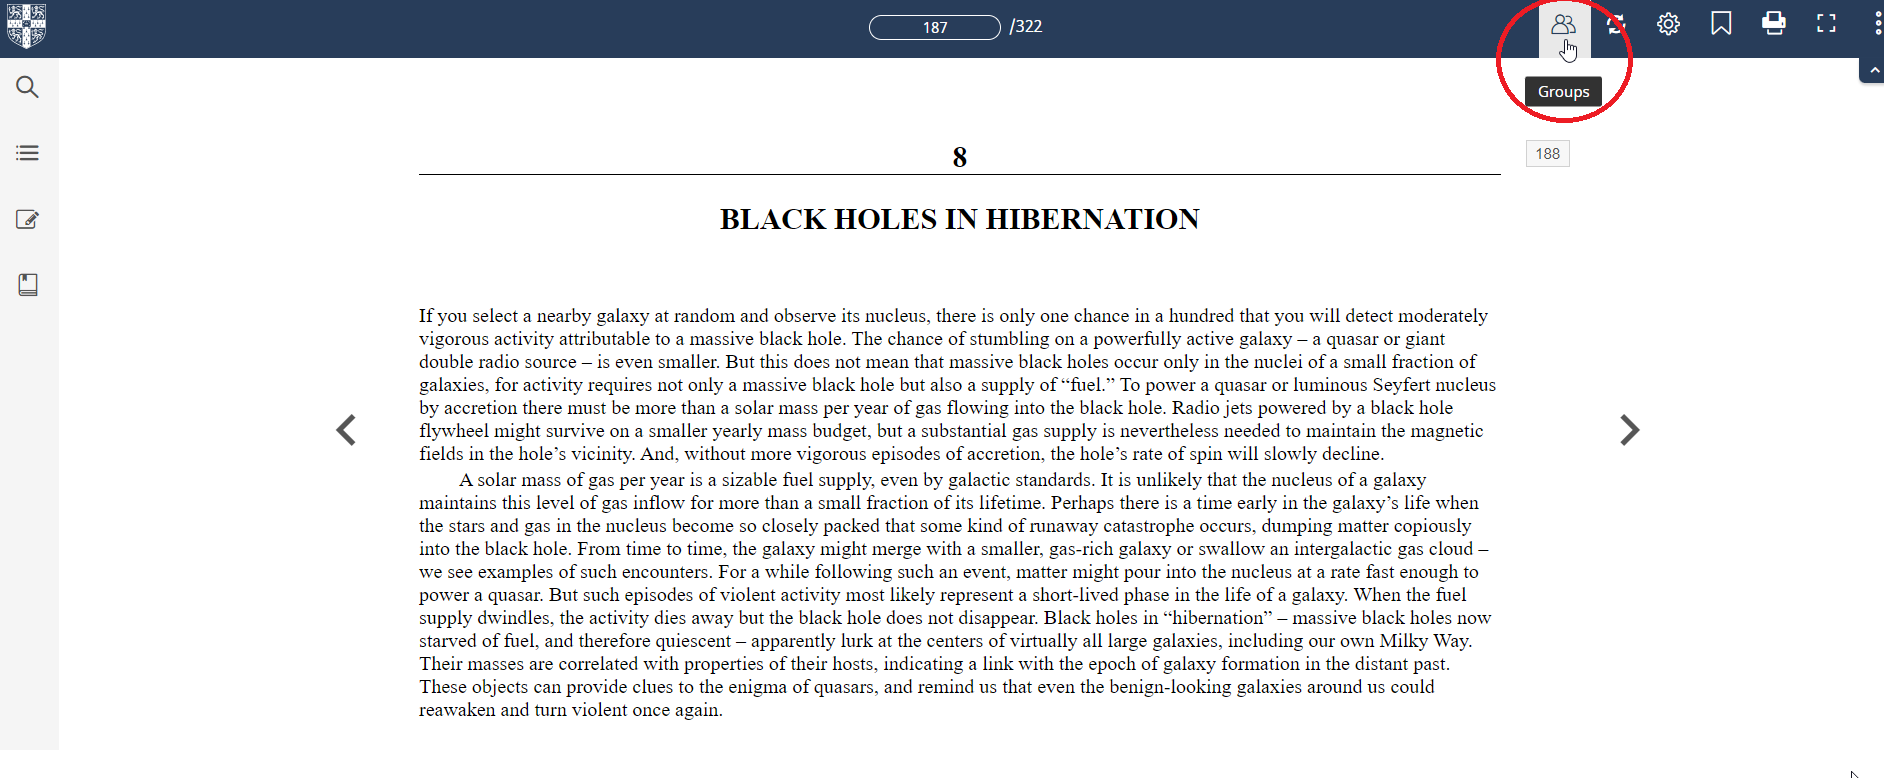 187 /322
Groups
188
8
BLACK HOLES IN HIBERNATION
If you select a nearby galaxy at random and observe its nucleus, there is only one chance in a hundred that you will detect moderately
vigorous activity attributable to a massive black hole. The chance of stumbling on a powerfully active galaxy – a quasar or giant
double radio source – is even smaller. But this does not mean that massive black holes occur only in the nuclei of a small fraction of
galaxies, for activity requires not only a massive black hole but also a supply of “fuel.” To power a quasar or luminous Seyfert nucleus
by accretion there must be more than a solar mass per year of gas flowing into the black hole. Radio jets powered by a black hole
flywheel might survive on a smaller yearly mass budget, but a substantial gas supply is nevertheless needed to maintain the magnetic
fields in the hole’s vicinity. And, without more vigorous episodes of accretion, the hole’s rate of spin will slowly decline.
A solar mass of gas per year is a sizable fuel supply, even by galactic standards. It is unlikely that the nucleus of a galaxy
maintains this level of gas inflow for more than a small fraction of its lifetime. Perhaps there is a time early in the galaxy’s life when
the stars and gas in the nucleus become so closely packed that some kind of runaway catastrophe occurs, dumping matter copiously
into the black hole. From time to time, the galaxy might merge with a smaller, gas-rich galaxy or swallow an intergalactic gas cloud –
we see examples of such encounters. For a while following such an event, matter might pour into the nucleus at a rate fast enough to
power a quasar. But such episodes of violent activity most likely represent a short-lived phase in the life of a galaxy. When the fuel
supply dwindles, the activity dies away but the black hole does not disappear. Black holes in “hibernation” – massive black holes now
starved of fuel, and therefore quiescent – apparently lurk at the centers of virtually all large galaxies, including our own Milky Way.
Their masses are correlated with properties of their hosts, indicating a link with the epoch of galaxy formation in the distant past.
These objects can provide clues to the enigma of quasars, and remind us that even the benign-looking galaxies around us could
reawaken and turn violent once again.